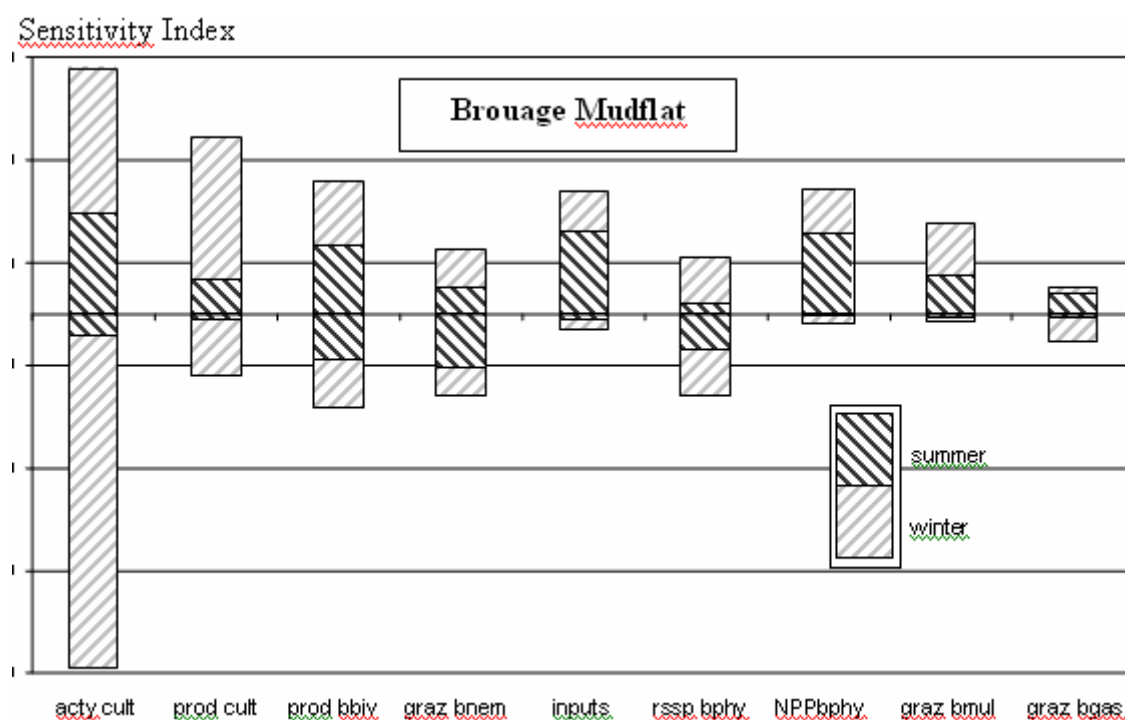 Sensitivity Index
Brouage Mudflat
summer
winter
acty cult prod cult prod bbiv graz bnem inputs rssp bphy NPPbphy graz bmul graz bgas